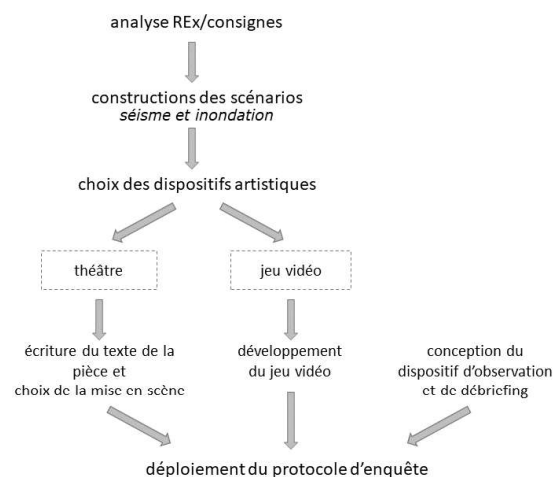 analyse REx/consignes
constructions des scénarios
séisme et inondation
choix des dispositifs artistiques
théâtre
jeu vidéo
écriture du texte de la
pièce et
choix de la mise en scène
développement
du jeu vidéo
conception du
dispositif d'observation
et de débriefing
déploiement du protocole d'enquête